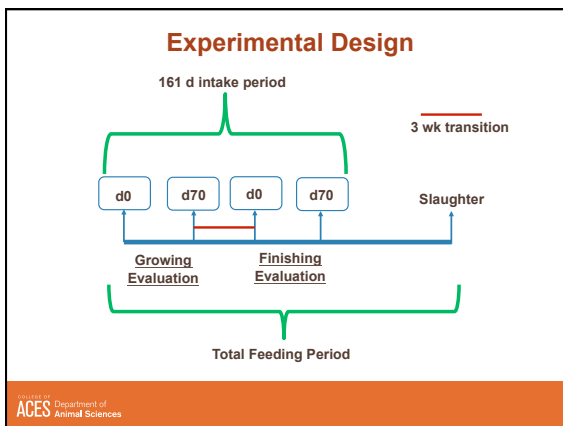 Experimental Design
161 d intake period
3 wk transition
d0
d70
d0
d70
Slaughter
Growing
Evaluation
Finishing
Evaluation
Total Feeding Period
COLLEGE OF
ACES
Department of
Animal Sciences